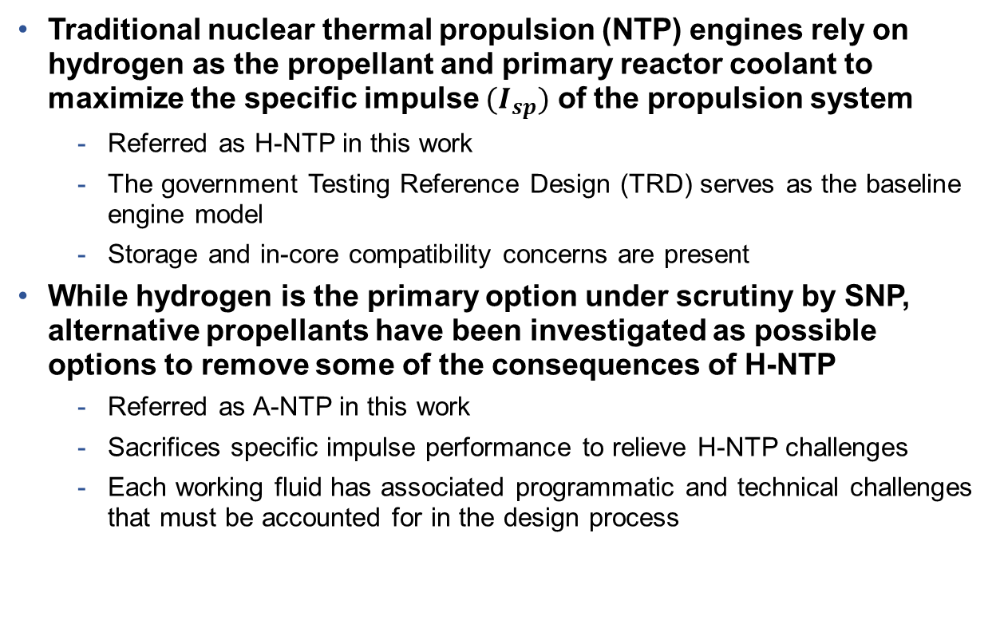 • Traditional nuclear thermal propulsion (NTP) engines rely on
hydrogen as the propellant and primary reactor coolant to
maximize the specific impulse (I_sp) of the propulsion system
- Referred as H-NTP in this work
- The government Testing Reference Design (TRD) serves as the baseline
engine model
- Storage and in-core compatibility concerns are present
• While hydrogen is the primary option under scrutiny by SNP,
alternative propellants have been investigated as possible
options to remove some of the consequences of H-NTP
- Referred as A-NTP in this work
- Sacrifices specific impulse performance to relieve H-NTP challenges
- Each working fluid has associated programmatic and technical challenges
that must be accounted for in the design process